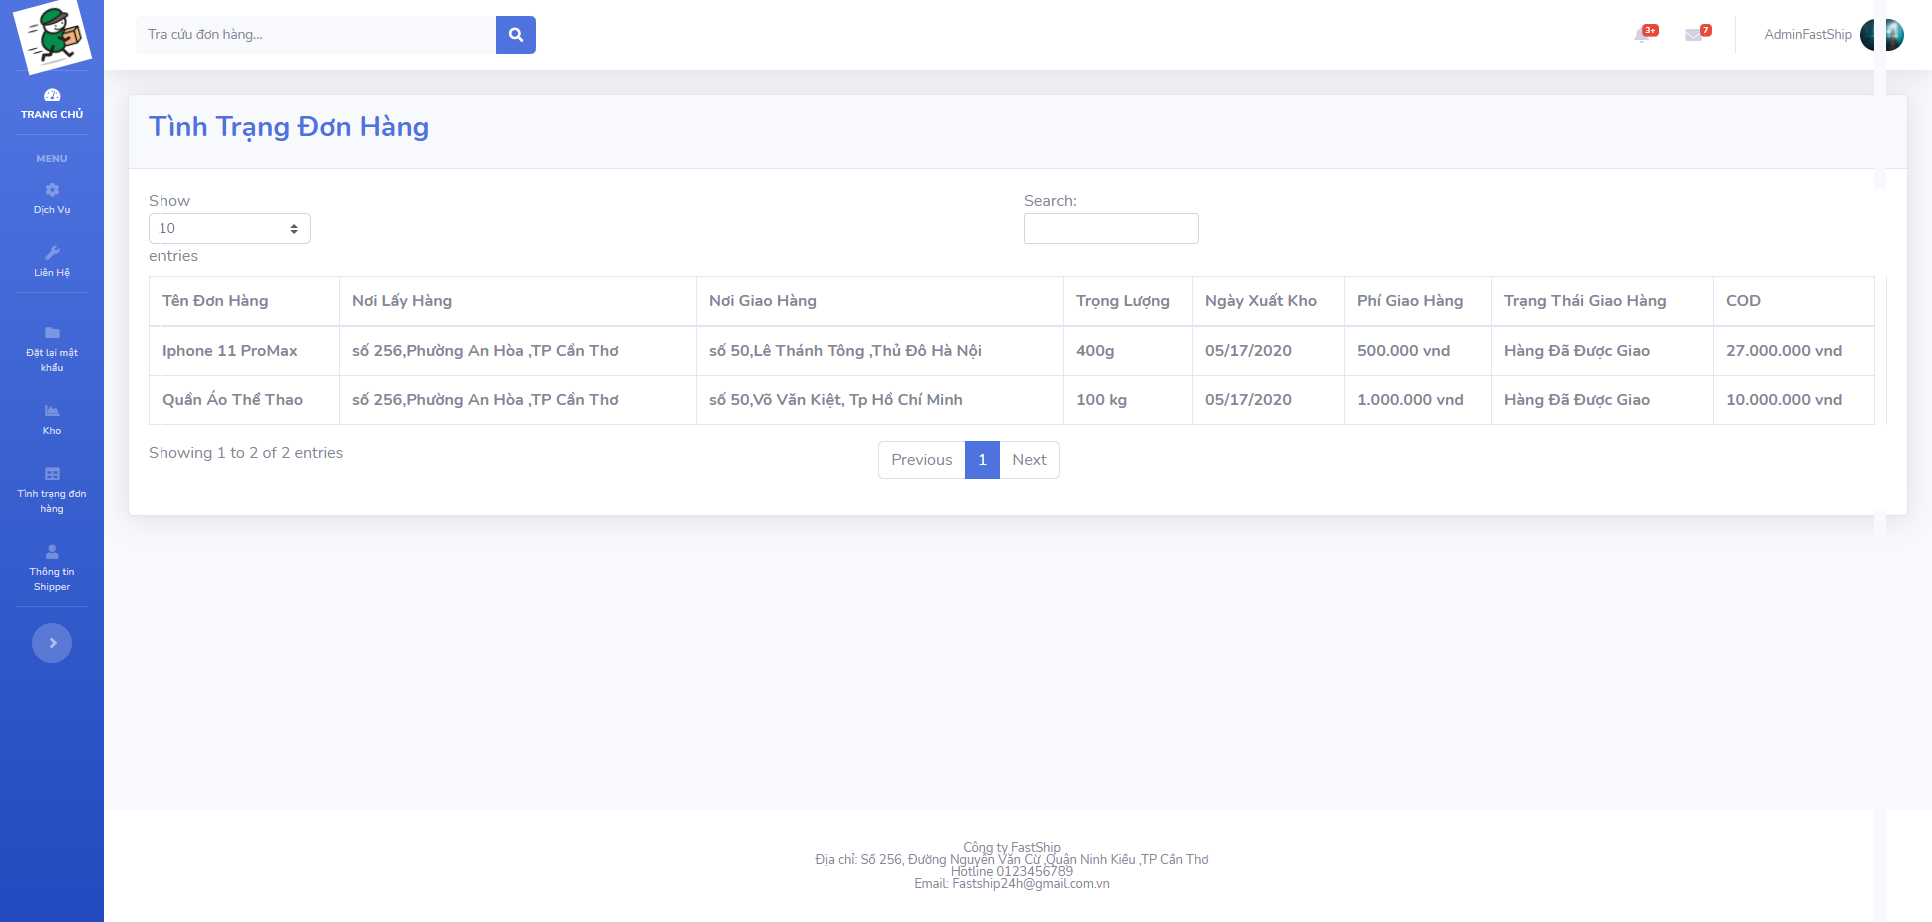 Tra cứu đơn hàng...
3+
7
AdminFastShip
TRANG CHỦ
MENU
Dịch Vụ
Liên Hệ
Đặt lại mật
khẩu
Kho
Tình trạng đơn
hàng
Thông tin
Shipper
Tình Trạng Đơn Hàng
Show
10
entries
Search:
Tên Đơn Hàng Nơi Lấy Hàng Nơi Giao Hàng Trọng Lượng Ngày Xuất Kho Phí Giao Hàng Trạng Thái Giao Hàng COD
Iphone 11 ProMax số 256,Phường An Hòa ,TP Cần Thơ số 50,Lê Thánh Tông ,Thủ Đô Hà Nội 400g 05/17/2020 500.000 vnd Hàng Đã Được Giao 27.000.000 vnd
Quần Áo Thể Thao số 256,Phường An Hòa ,TP Cần Thơ số 50,Võ Văn Kiệt, Tp Hồ Chí Minh 100 kg 05/17/2020 1.000.000 vnd Hàng Đã Được Giao 10.000.000 vnd
Showing 1 to 2 of 2 entries
Previous 1 Next
Công ty FastShip
Địa chỉ: Số 256, Đường Nguyễn Văn Cừ ,Quận Ninh Kiều ,TP Cần Thơ
Hotline 0123456789
Email: Fastship24h@gmail.com.vn